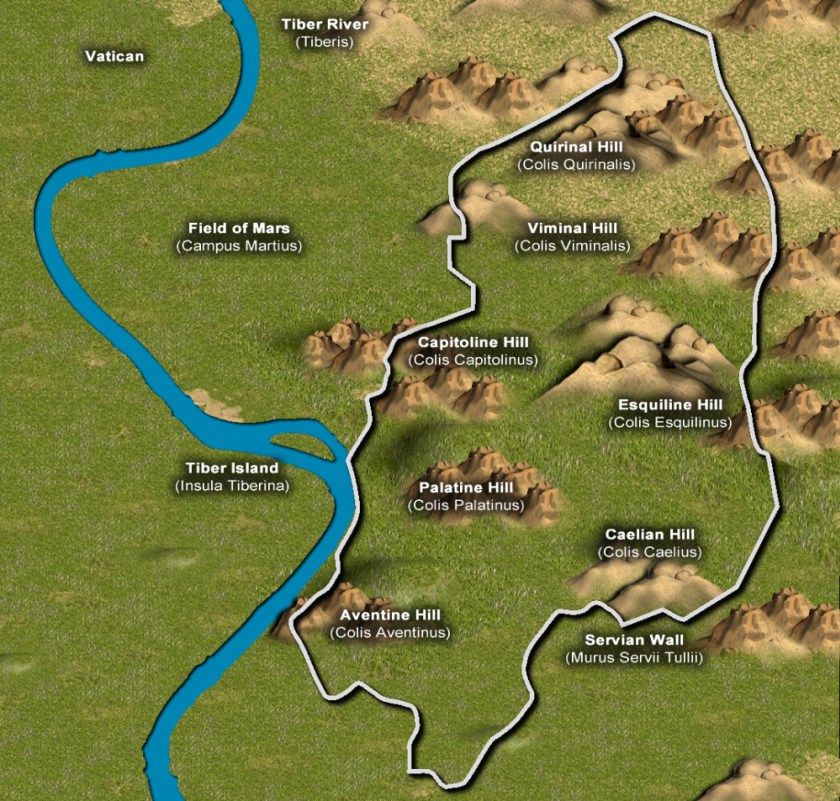 Tiber River
(Tiberis)
Vatican
Quirinal Hill
(Colis Quirinalis)
Field of Mars
(Campus Martius)
Viminal Hill
(Colis Viminalis)
Capitoline Hill
(Colis Capitolinus)
Esquiline Hill
(Colis Esquilinus)
Tiber Island
(Insula Tiberina)
Palatine Hill
(Colis Palatinus)
Caelian Hill
(Colis Caelius)
Aventine Hill
(Colis Aventinus)
Servian Wall
(Murus Servii Tullii)